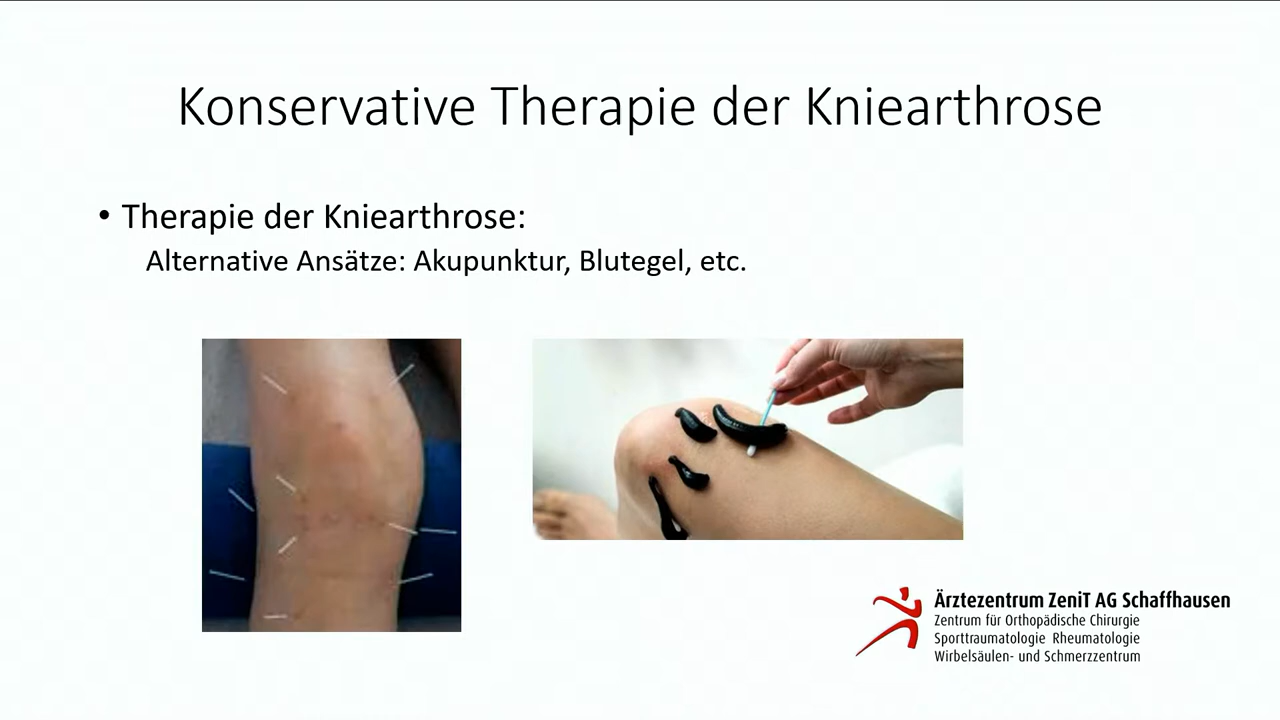 Konservative Therapie der Kniearthrose
• Therapie der Kniearthrose:
Alternative Ansätze: Akupunktur, Blutegel, etc.
Ärztezentrum ZeniT AG Schaffhausen
Zentrum für Orthopädische Chirurgie
Sporttraumatologie Rheumatologie
Wirbelsäulen- und Schmerzzentrum